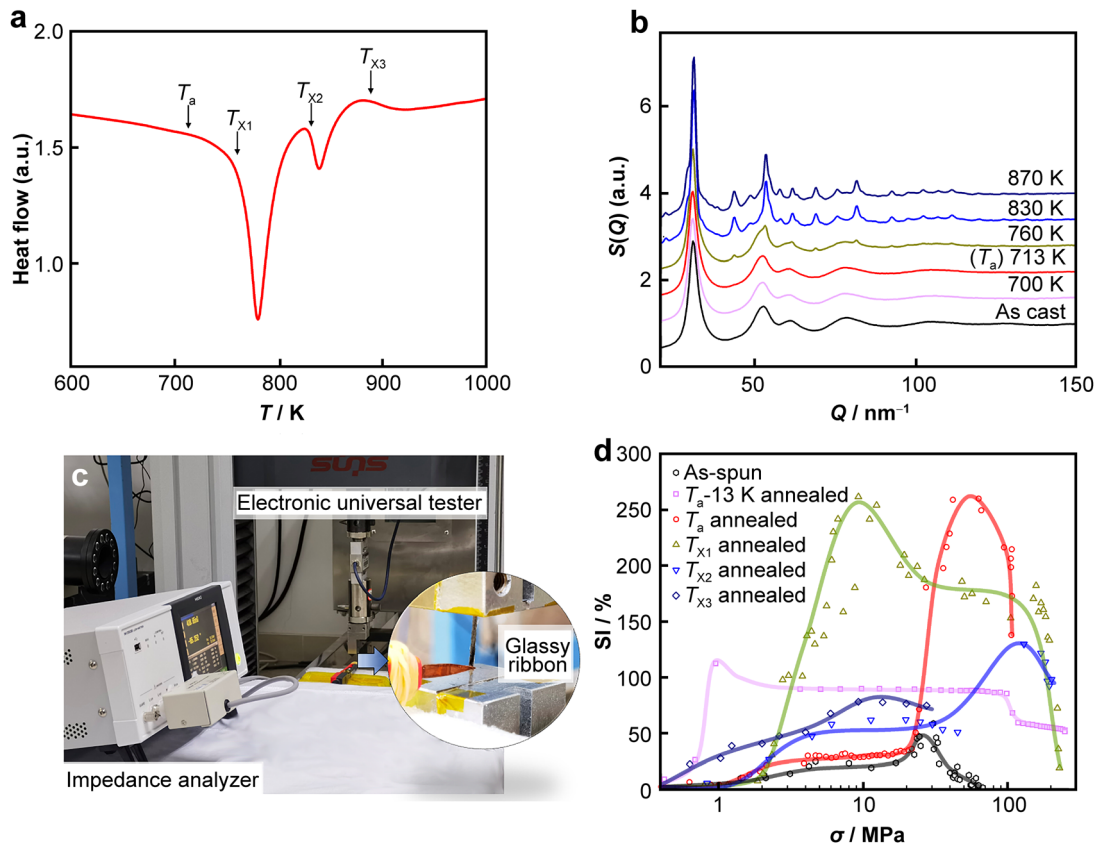 a
2.0
1.5
1.0
Heat flow (a.u.)
Ta
TX1
TX2
TX3
600
700
800
900
1000
T / K
b
6
4
2
0
S(Q) (a.u.)
870 K
830 K
760 K
(Ta) 713 K
700 K
As cast
50
100
150
Q / nm⁻¹
c
suns
Electronic universal tester
Glassy
ribbon
Impedance analyzer
d
300
250
200
150
100
50
0
SI / %
As-spun
Ta-13 K annealed
Ta annealed
TX1 annealed
TX2 annealed
TX3 annealed
1
10
100
σ / MPa